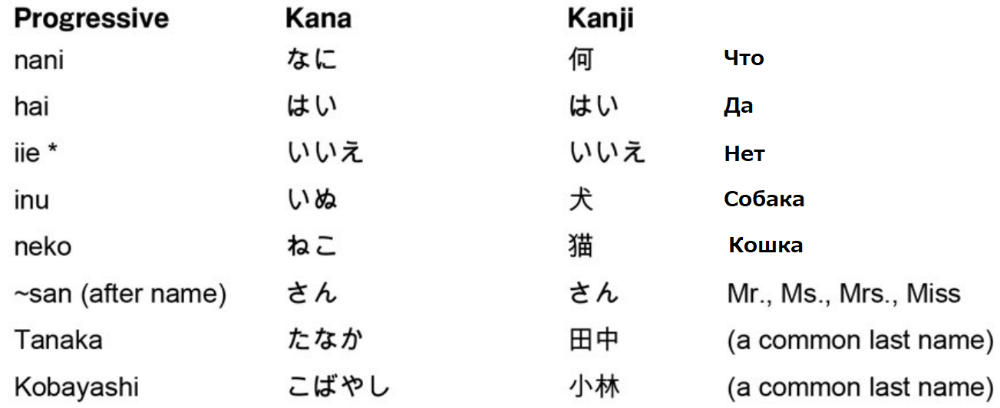 Progressive Kana Kanji
nani なに 何 Что
hai はい はい Да
iie * いいえ いいえ Нет
inu いぬ 犬 Собака
neko ねこ 猫 Кошка
~san (after name) さん さん Mr., Ms., Mrs., Miss
Tanaka たなか 田中 (a common last name)
Kobayashi こばやし 小林 (a common last name)